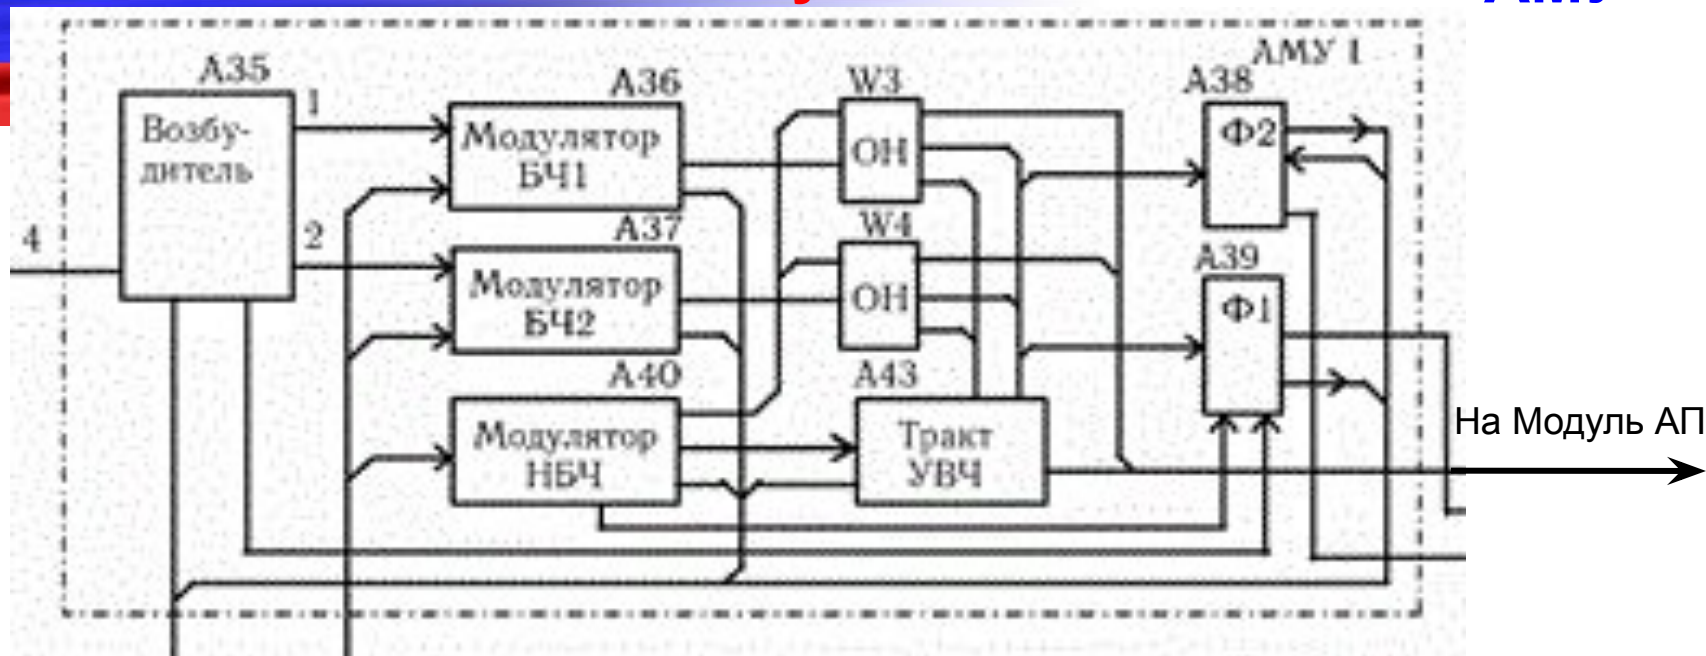 АМУ 1
А35
Возбу-
дитель
1
2
4
А36
Модулятор
БЧ1
А37
Модулятор
БЧ2
А40
Модулятор
НБЧ
W3
ОН
W4
ОН
А43
Тракт
УВЧ
А38
Ф2
А39
Ф1
На Модуль АП